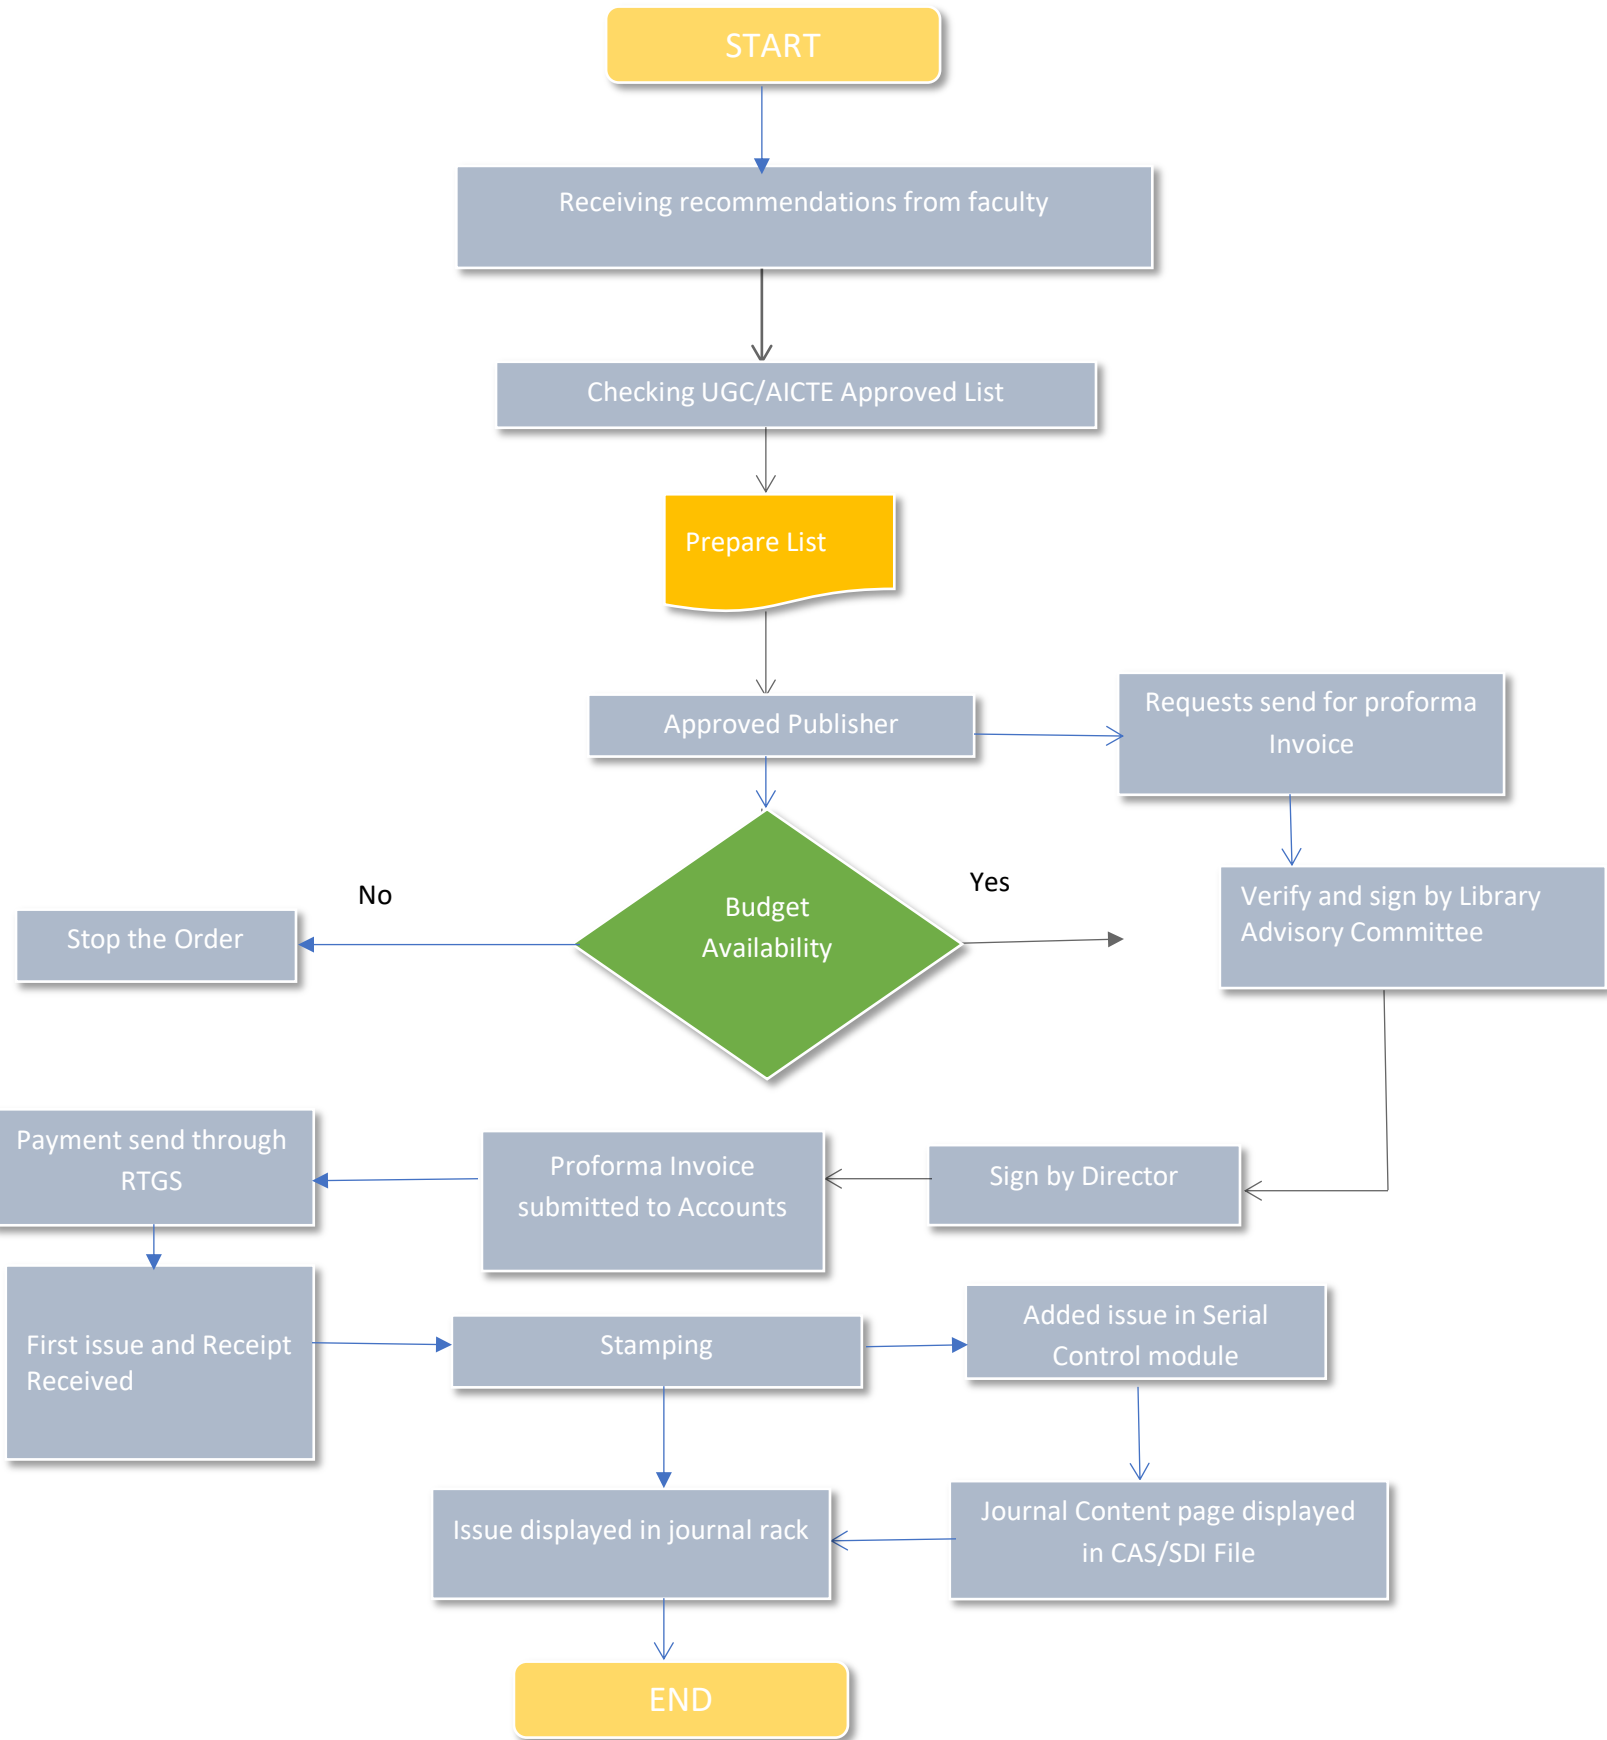 START
Receiving recommendations from faculty
Checking UGC/AICTE Approved List
Prepare List
Approved Publisher
Requests send for proforma
Invoice
No
Yes
Budget
Availability
Stop the Order
Verify and sign by Library
Advisory Committee
Payment send through
RTGS
Proforma Invoice
submitted to Accounts
Sign by Director
First issue and Receipt
Received
Stamping
Added issue in Serial
Control module
Issue displayed in journal rack
Journal Content page displayed
in CAS/SDI File
END